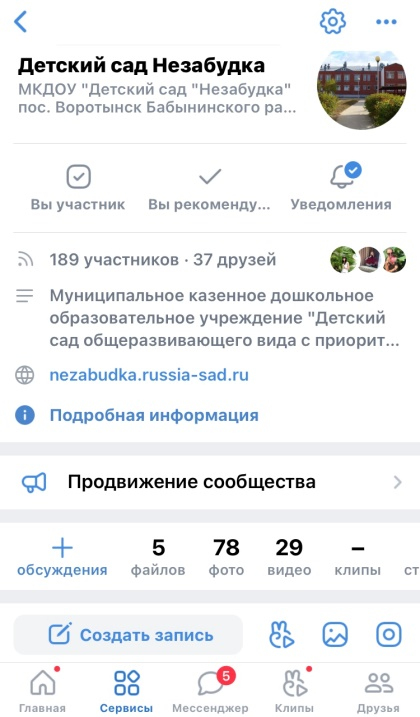 Детский сад Незабудка
МКДОУ "Детский сад "Незабудка"
пос. Воротынск Бабынинского ра...
Вы участник
Вы рекоменду...
Уведомления
189 участников · 37 друзей
Муниципальное казенное дошкольное
образовательное учреждение "Детский
сад общеразвивающего вида с приорит...
nezabudka.russia-sad.ru
Подробная информация
Продвижение сообщества
5 78 29 –
обсуждения файлов фото видео клипы ст
Создать запись
5
Главная Сервисы Мессенджер Клипы Друзья